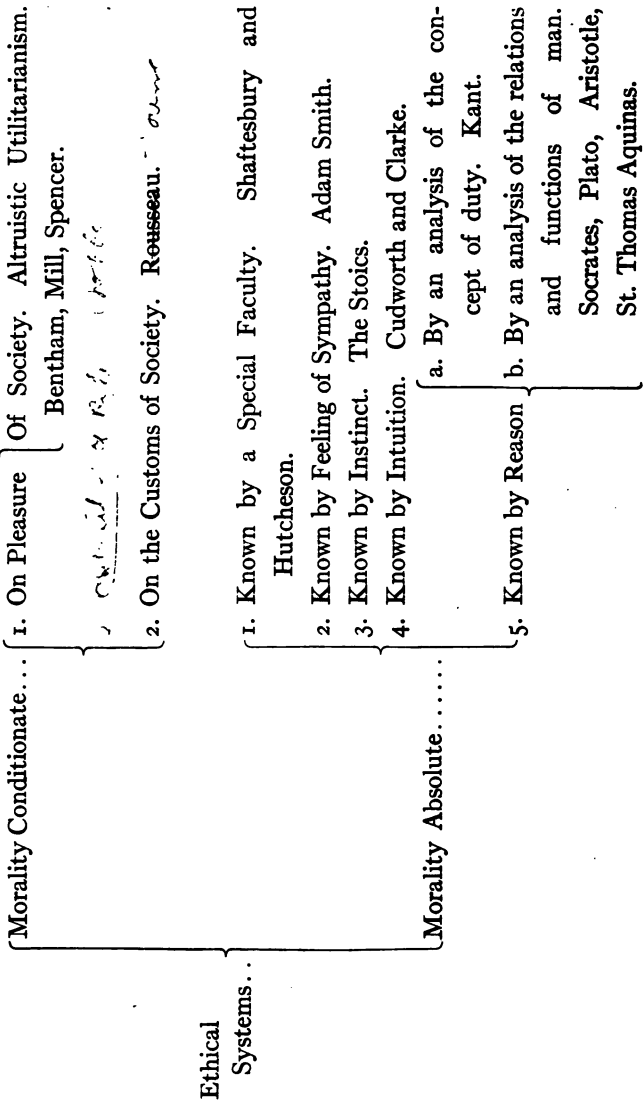 Ethical
Systems..
Morality Conditionate...
1. On Pleasure
Of Society. Altruistic Utilitarianism.
Bentham, Mill, Spencer.
2. On the Customs of Society. Rousseau.
Morality Absolute.......
1. Known by a Special Faculty. Shaftesbury and
Hutcheson.
2. Known by Feeling of Sympathy. Adam Smith.
3. Known by Instinct. The Stoics.
4. Known by Intuition. Cudworth and Clarke.
5. Known by Reason
a. By an analysis of the con-
cept of duty. Kant.
b. By an analysis of the relations
and functions of man.
Socrates, Plato, Aristotle,
St. Thomas Aquinas.